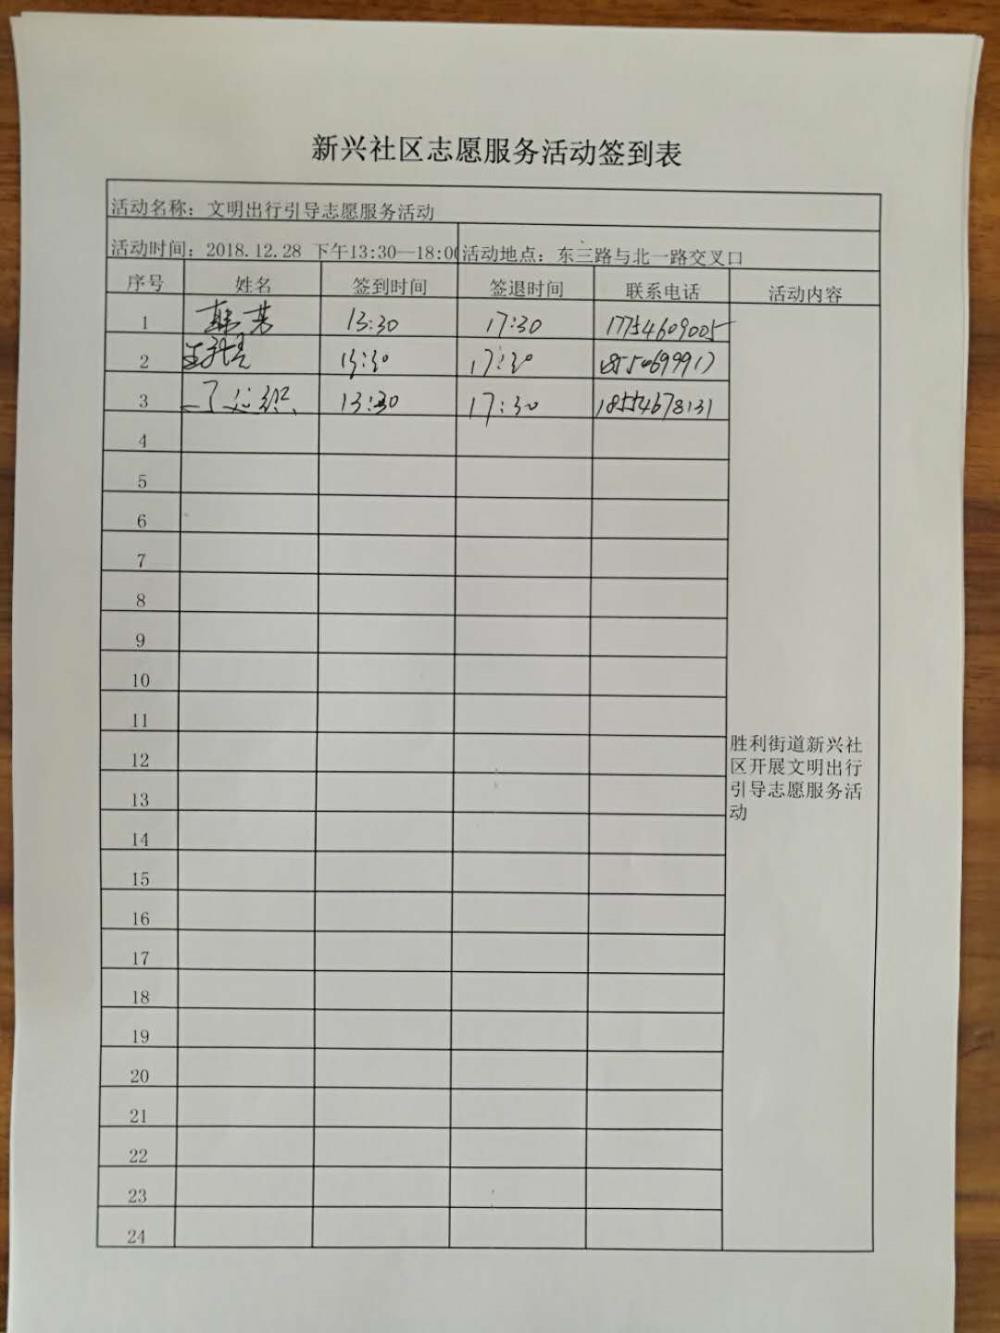 新兴社区志愿服务活动签到表
活动名称：文明出行引导志愿服务活动
活动时间：2018.12.28 下午13:30—18:00 活动地点：东三路与北一路交叉口
序号 姓名 签到时间 签退时间 联系电话 活动内容
1 韩芳 13:30 17:30 17754609005
2 13:30 17:30
3 13:30 17:30 18554678131
4
5
6
7
8
9
10
11
胜利街道新兴社
12
区开展文明出行
引导志愿服务活
13
动
14
15
16
17
18
19
20
21
22
23
24